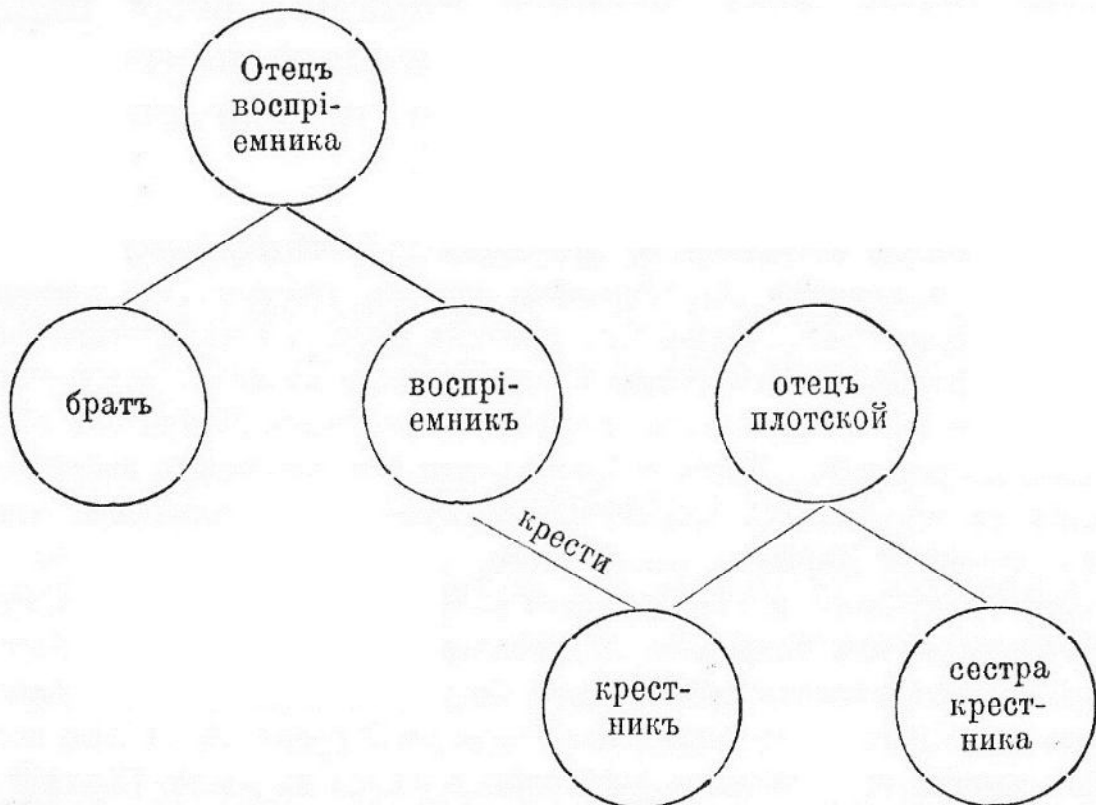 Отецъ
воспрі-
емника
братъ
воспрі-
емникъ
отецъ
плотской
крести
крест-
никъ
сестра
крест-
ника